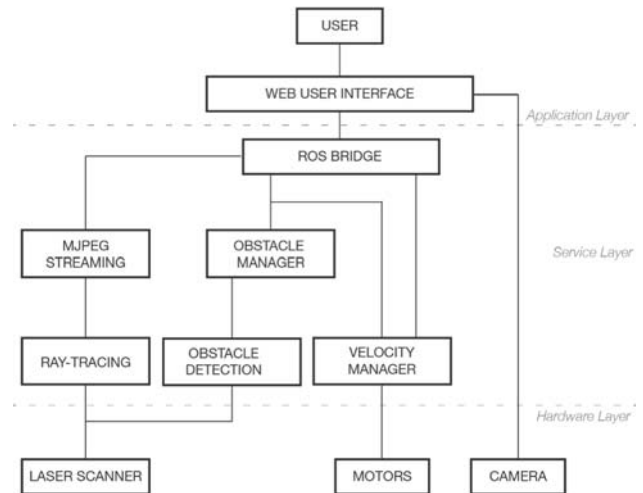 USER
WEB USER INTERFACE
Application Layer
ROS BRIDGE
MJPEG
STREAMING
OBSTACLE
MANAGER
Service Layer
RAY-TRACING
OBSTACLE
DETECTION
VELOCITY
MANAGER
Hardware Layer
LASER SCANNER
MOTORS
CAMERA